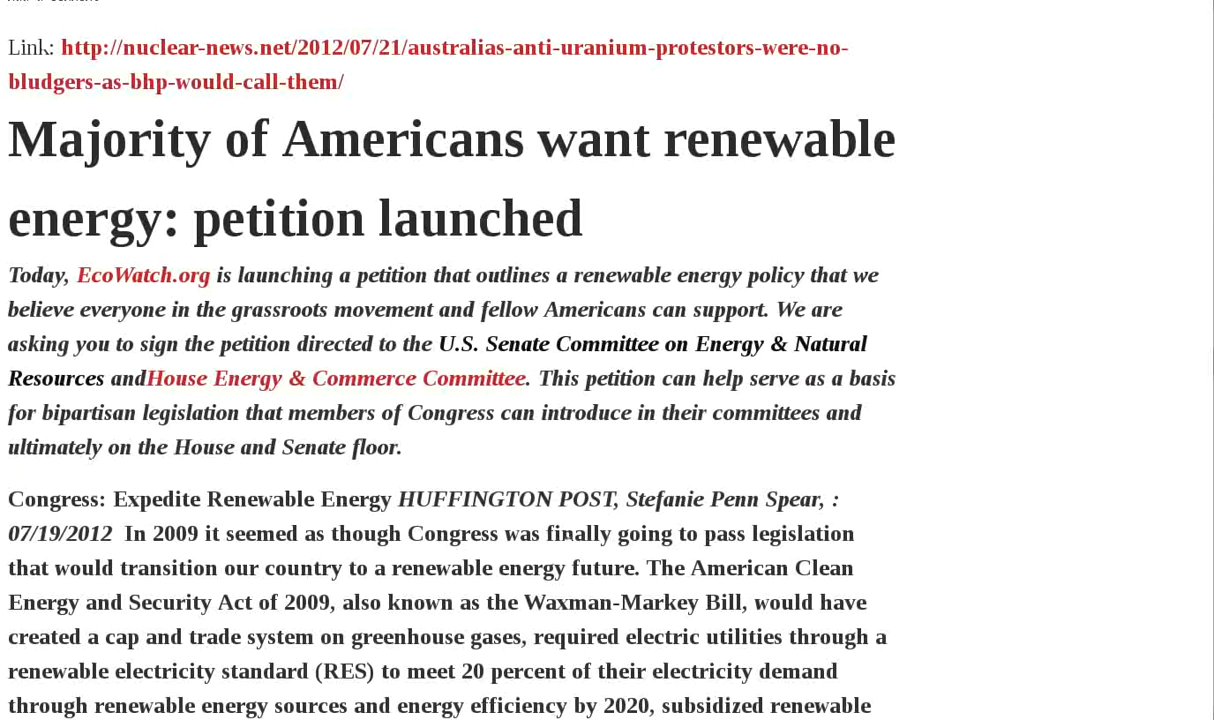 Link: http://nuclear-news.net/2012/07/21/australias-anti-uranium-protestors-were-no-
bludgers-as-bhp-would-call-them/
Majority of Americans want renewable
energy: petition launched
Today, EcoWatch.org is launching a petition that outlines a renewable energy policy that we
believe everyone in the grassroots movement and fellow Americans can support. We are
asking you to sign the petition directed to the U.S. Senate Committee on Energy & Natural
Resources andHouse Energy & Commerce Committee. This petition can help serve as a basis
for bipartisan legislation that members of Congress can introduce in their committees and
ultimately on the House and Senate floor.
Congress: Expedite Renewable Energy HUFFINGTON POST, Stefanie Penn Spear, :
07/19/2012 In 2009 it seemed as though Congress was finally going to pass legislation
that would transition our country to a renewable energy future. The American Clean
Energy and Security Act of 2009, also known as the Waxman-Markey Bill, would have
created a cap and trade system on greenhouse gases, required electric utilities through a
renewable electricity standard (RES) to meet 20 percent of their electricity demand
through renewable energy sources and energy efficiency by 2020, subsidized renewable